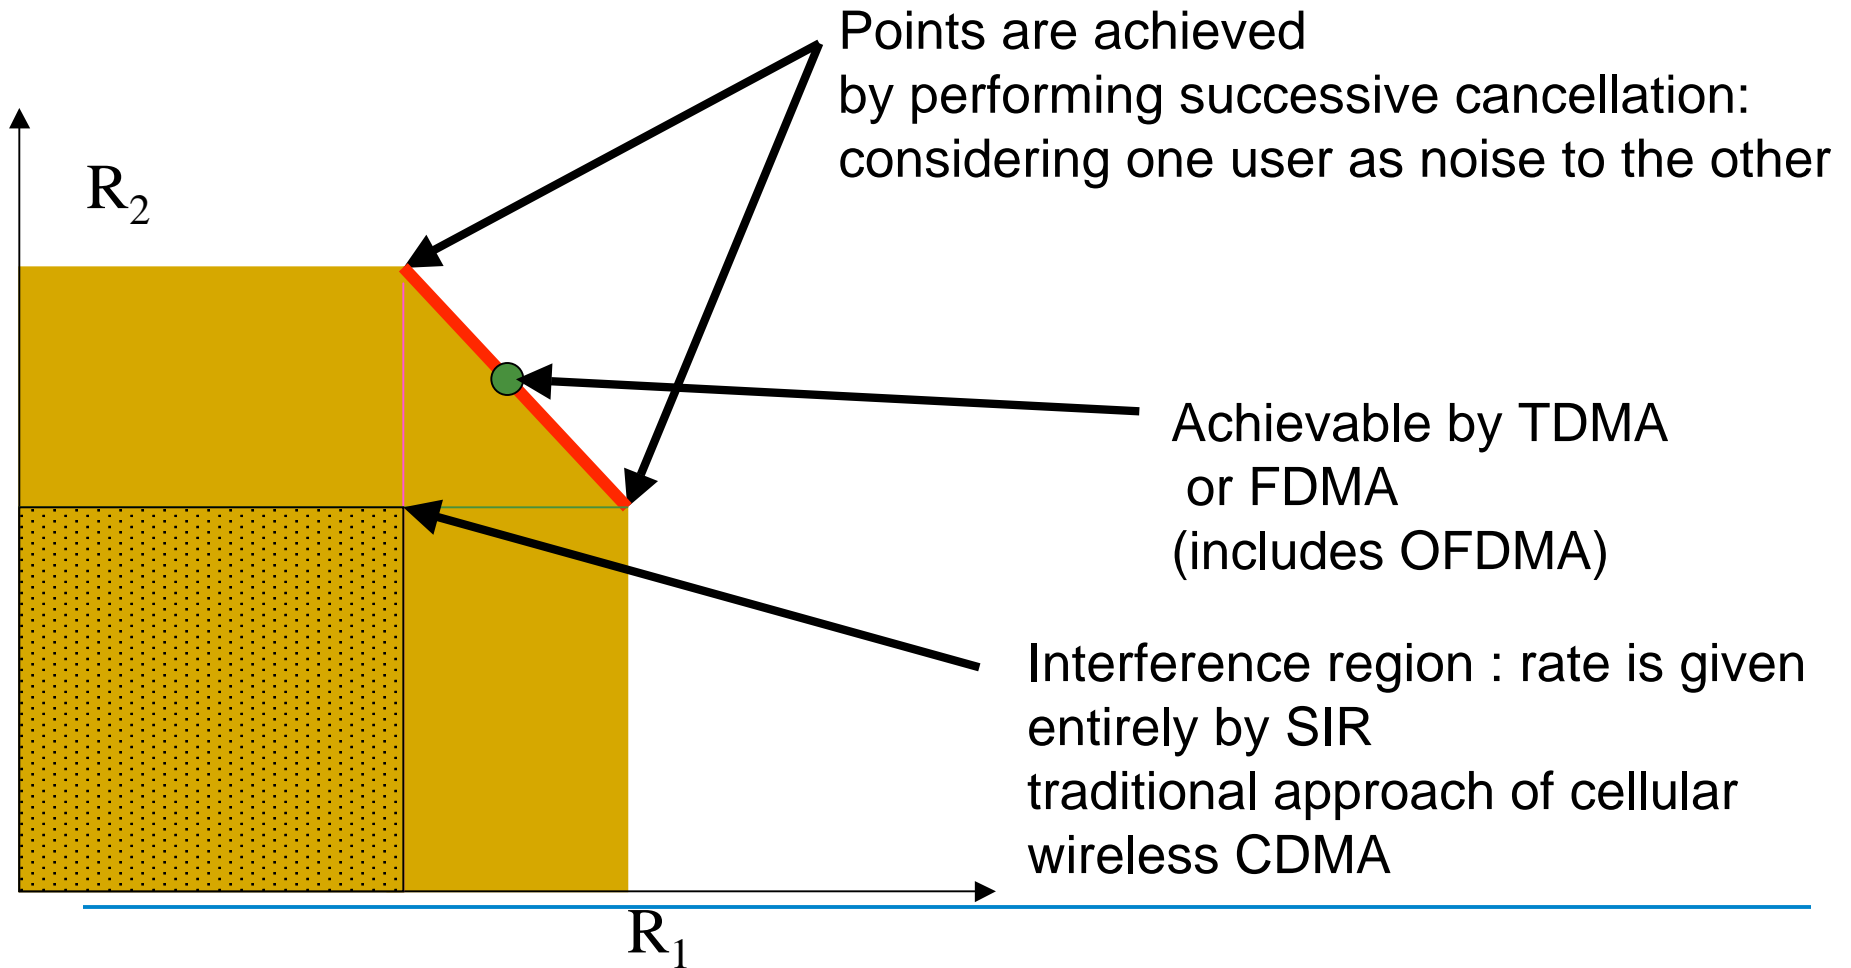 Points are achieved
by performing successive cancellation:
considering one user as noise to the other
R₂
Achievable by TDMA
or FDMA
(includes OFDMA)
Interference region : rate is given
entirely by SIR
traditional approach of cellular
wireless CDMA
R₁